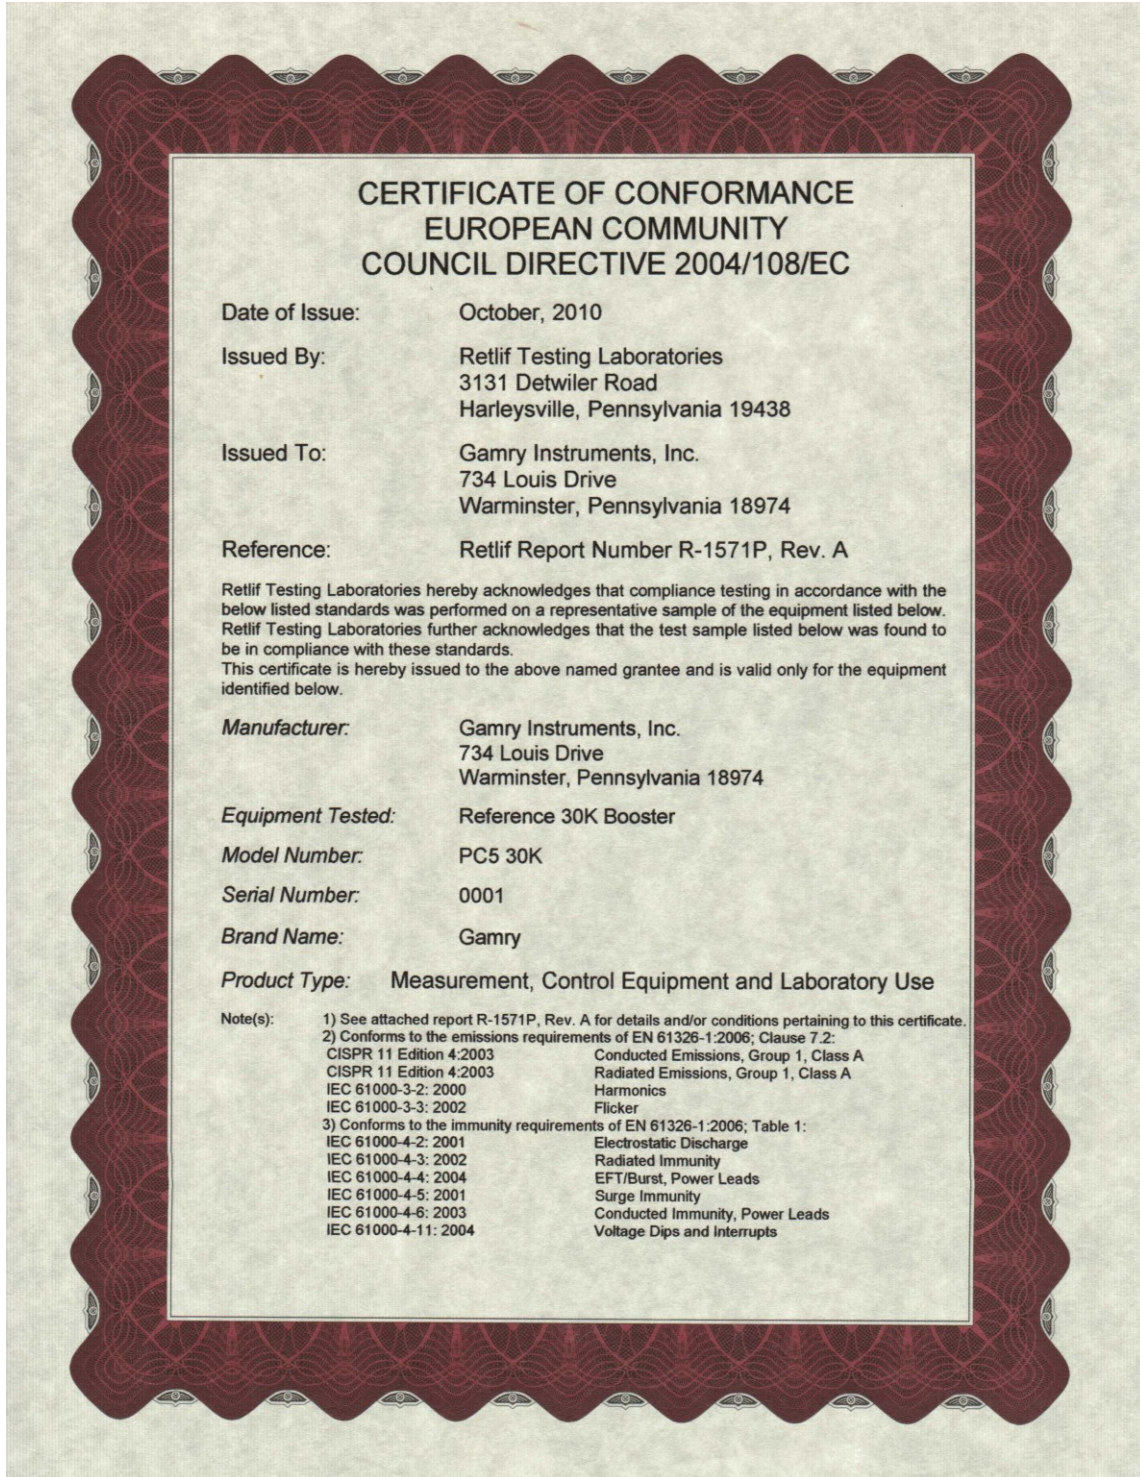 CERTIFICATE OF CONFORMANCE
EUROPEAN COMMUNITY
COUNCIL DIRECTIVE 2004/108/EC
Date of Issue: October, 2010
Issued By: Retlif Testing Laboratories
3131 Detwiler Road
Harleysville, Pennsylvania 19438
Issued To: Gamry Instruments, Inc.
734 Louis Drive
Warminster, Pennsylvania 18974
Reference: Retlif Report Number R-1571P, Rev. A
Retlif Testing Laboratories hereby acknowledges that compliance testing in accordance with the
below listed standards was performed on a representative sample of the equipment listed below.
Retlif Testing Laboratories further acknowledges that the test sample listed below was found to
be in compliance with these standards.
This certificate is hereby issued to the above named grantee and is valid only for the equipment
identified below.
Manufacturer: Gamry Instruments, Inc.
734 Louis Drive
Warminster, Pennsylvania 18974
Equipment Tested: Reference 30K Booster
Model Number: PC5 30K
Serial Number: 0001
Brand Name: Gamry
Product Type: Measurement, Control Equipment and Laboratory Use
Note(s): 1) See attached report R-1571P, Rev. A for details and/or conditions pertaining to this certificate.
2) Conforms to the emissions requirements of EN 61326-1:2006; Clause 7.2:
CISPR 11 Edition 4:2003 Conducted Emissions, Group 1, Class A
CISPR 11 Edition 4:2003 Radiated Emissions, Group 1, Class A
IEC 61000-3-2: 2000 Harmonics
IEC 61000-3-3: 2002 Flicker
3) Conforms to the immunity requirements of EN 61326-1:2006; Table 1:
IEC 61000-4-2: 2001 Electrostatic Discharge
IEC 61000-4-3: 2002 Radiated Immunity
IEC 61000-4-4: 2004 EFT/Burst, Power Leads
IEC 61000-4-5: 2001 Surge Immunity
IEC 61000-4-6: 2003 Conducted Immunity, Power Leads
IEC 61000-4-11: 2004 Voltage Dips and Interrupts